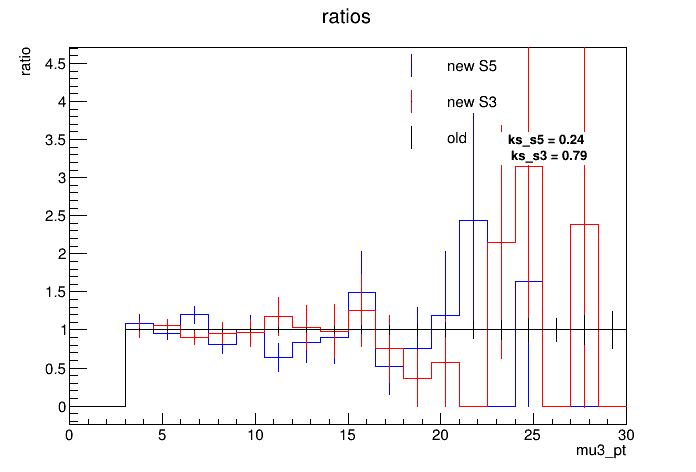 ratios
ratio
4.5
4
3.5
3
2.5
2
1.5
1
0.5
0
new S5
new S3
old
ks_s5 = 0.24
ks_s3 = 0.79
0 5 10 15 20 25 30
mu3_pt